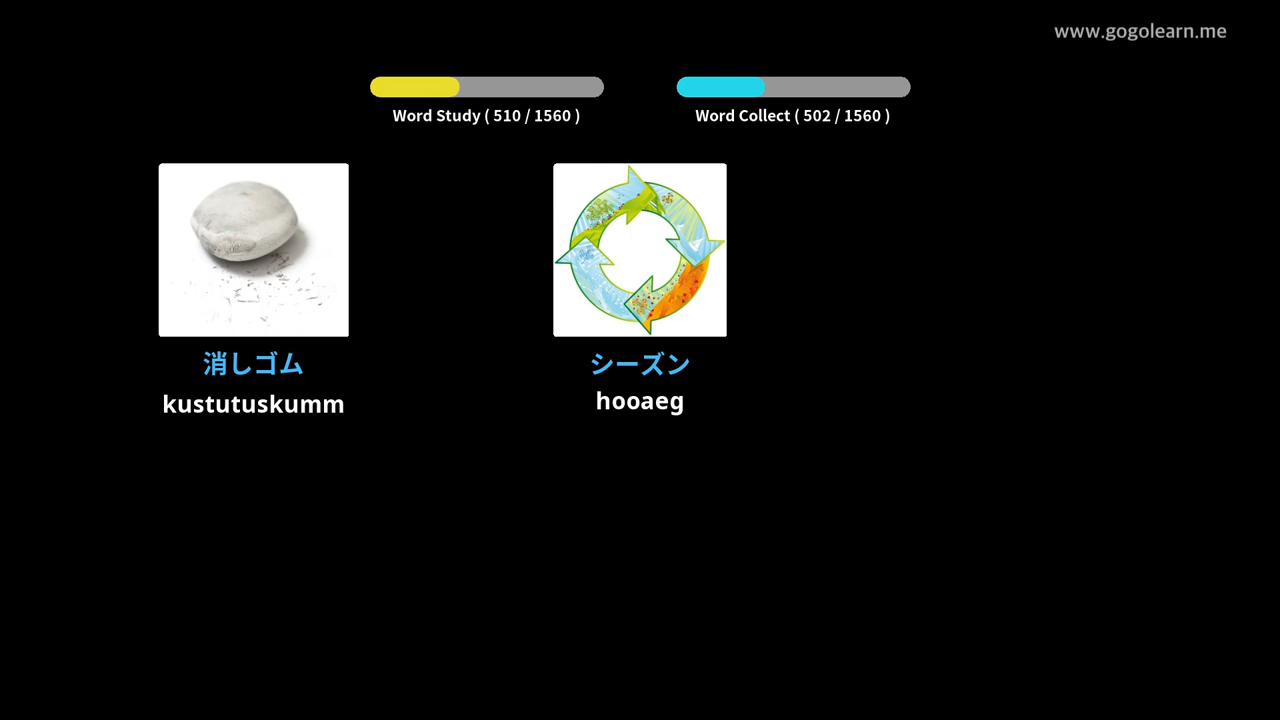 www.gogolearn.me
Word Study ( 510 / 1560 )
Word Collect ( 502 / 1560 )
消しゴム
kustutuskumm
シーズン
hooaeg